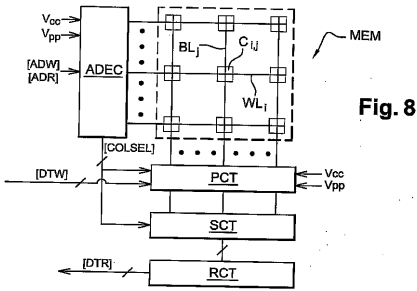 Vcc
Vpp
[ADW]
[ADR]
ADEC
BLj
Ci,j
WLi
MEM
Fig. 8
[COLSEL]
[DTW]
PCT
Vcc
Vpp
SCT
[DTR]
RCT